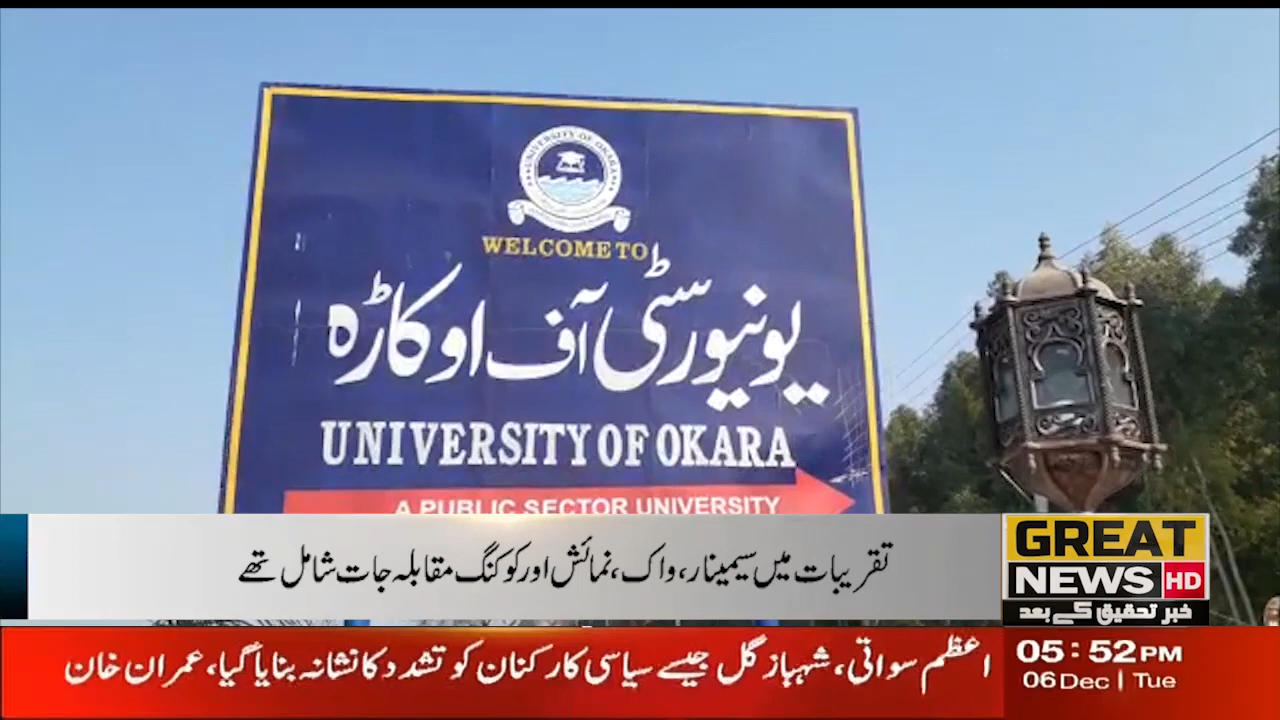 UNIVERSITY OF OKARA
WELCOME TO
یونیورسٹی آف اوکاڑہ
UNIVERSITY OF OKARA
A PUBLIC SECTOR UNIVERSITY
تقریبات میں سیمینار، واک، نمائش اور کوکنگ مقابلہ جات شامل تھے
GREAT
NEWS HD
خبر تحقیق کے بعد
اعظم سواتی، شہباز گل جیسے سیاسی کارکنان کو تشدد کا نشانہ بنایا گیا، عمران خان
05:52 PM
06 Dec | Tue